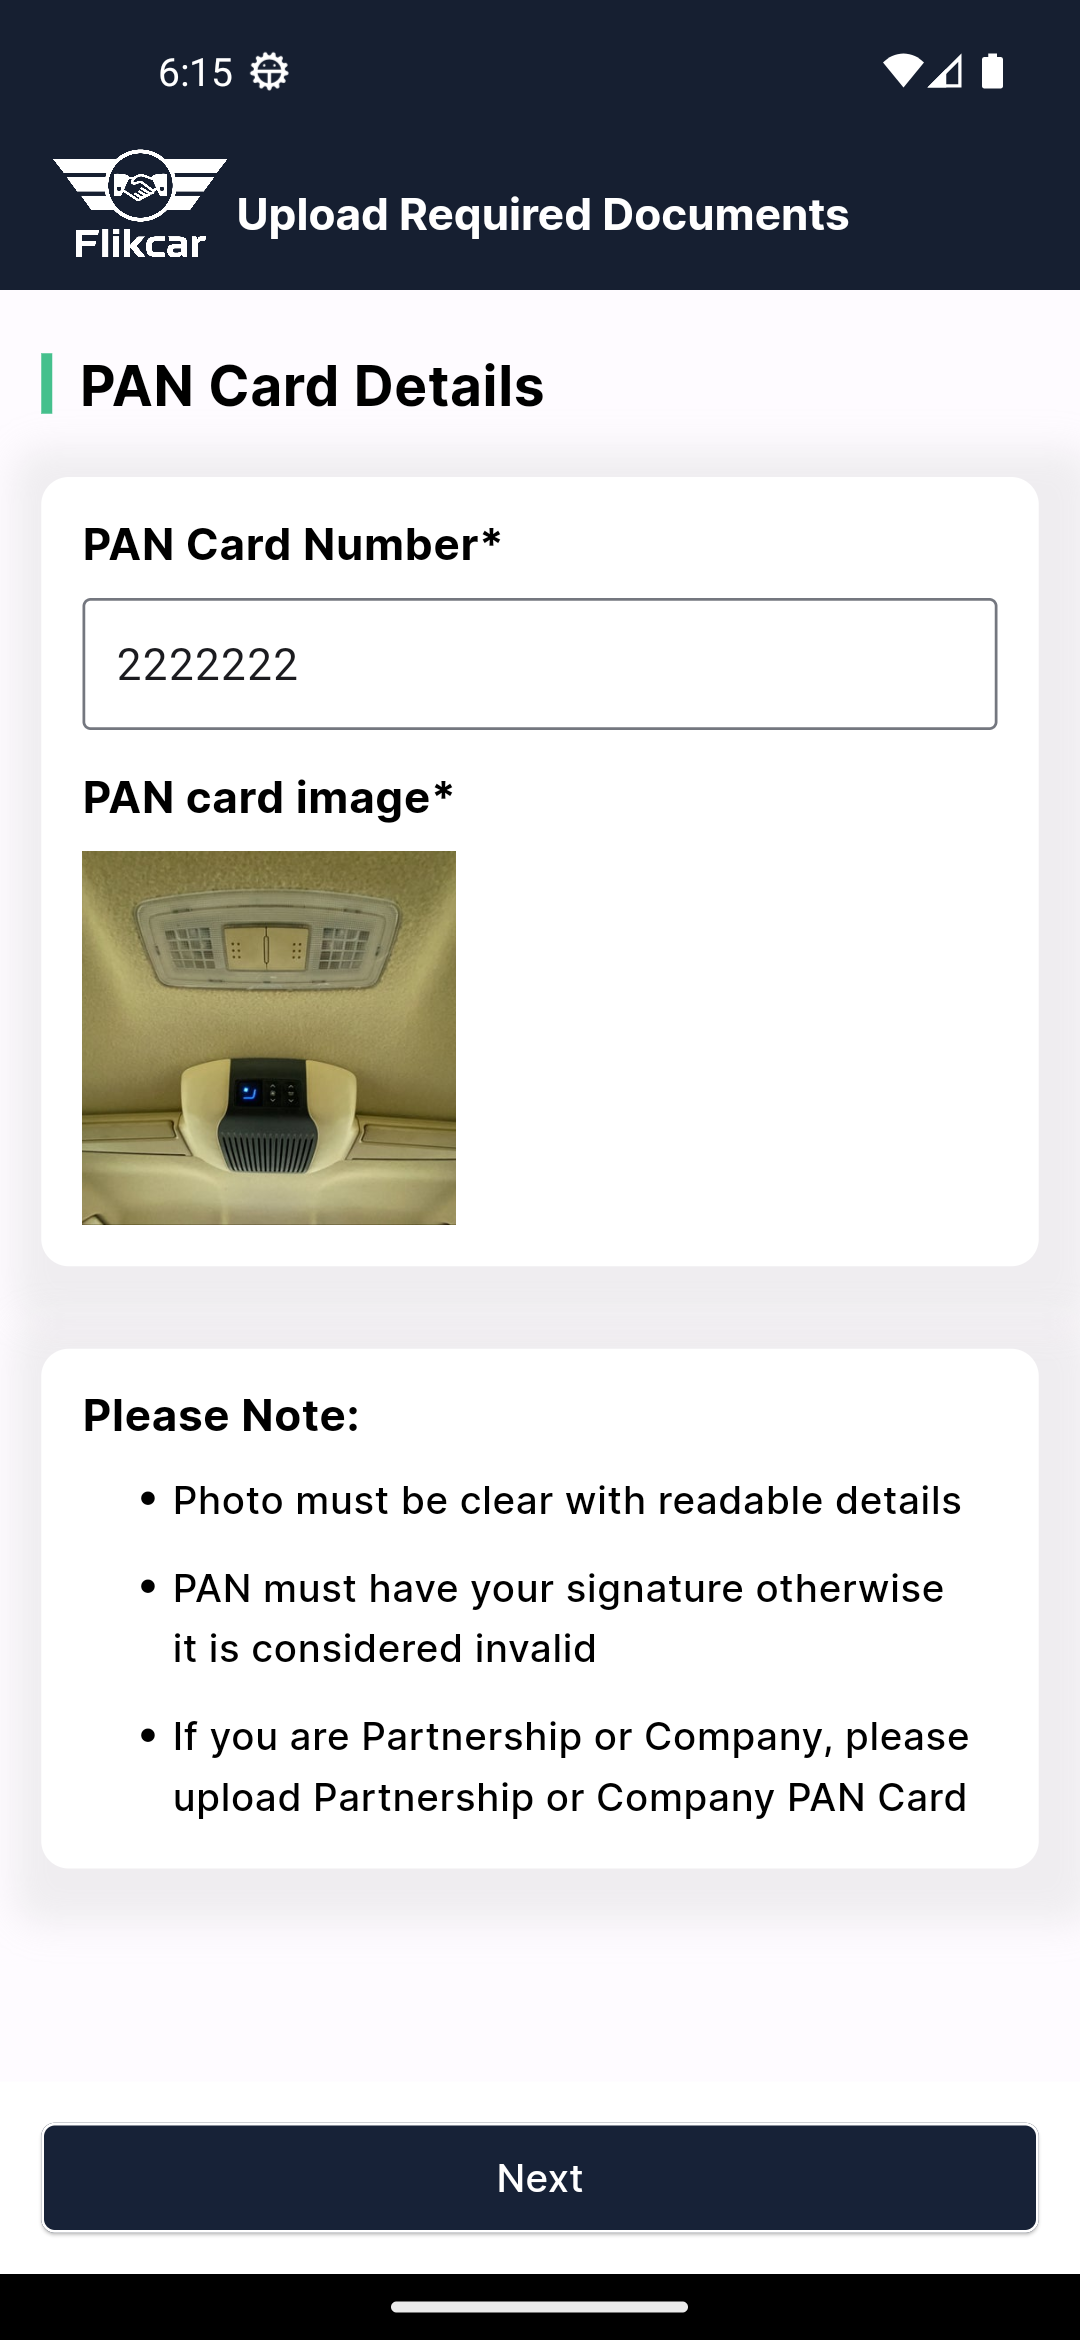 6:15
Flikcar
Upload Required Documents
PAN Card Details
PAN Card Number*
2222222
PAN card image*
Please Note:
• Photo must be clear with readable details
• PAN must have your signature otherwise
it is considered invalid
• If you are Partnership or Company, please
upload Partnership or Company PAN Card
Next